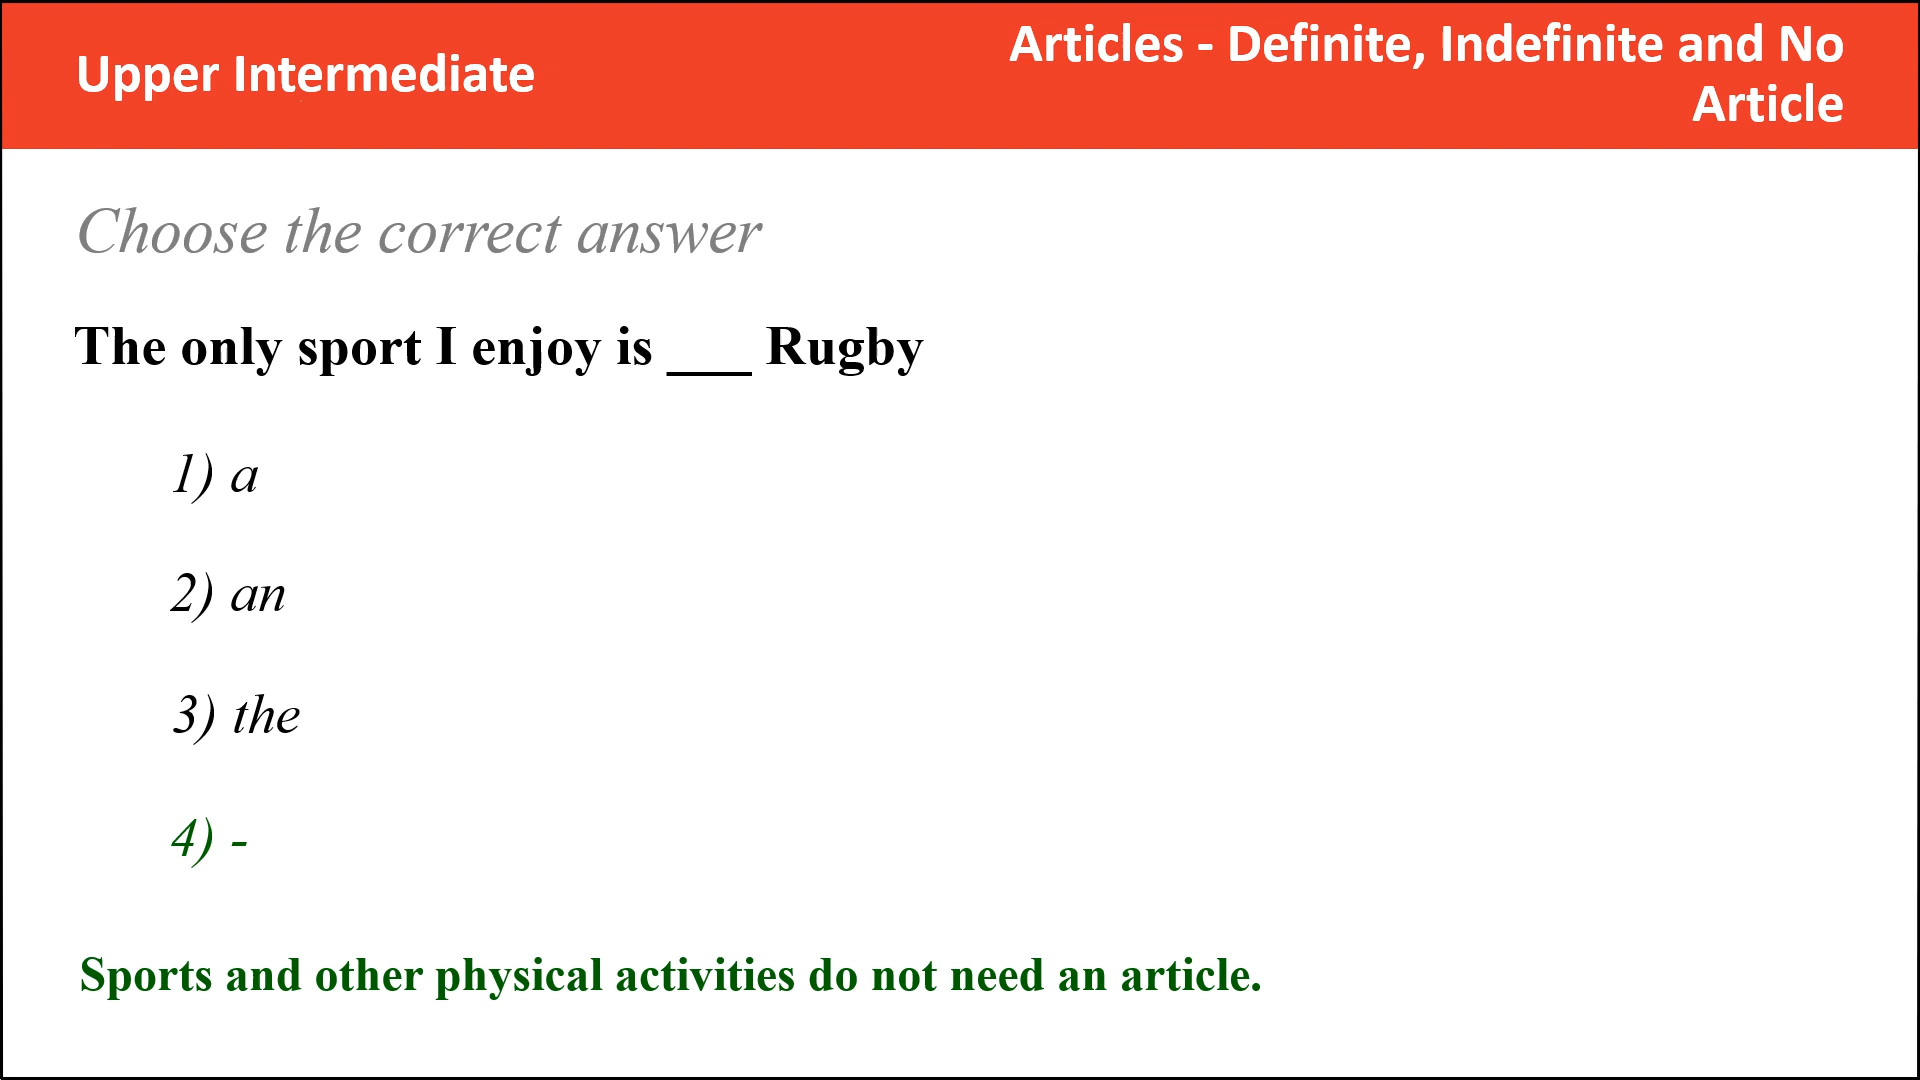 Upper Intermediate
Articles - Definite, Indefinite and No
Article
Choose the correct answer
The only sport I enjoy is ___ Rugby
1) a
2) an
3) the
4) -
Sports and other physical activities do not need an article.